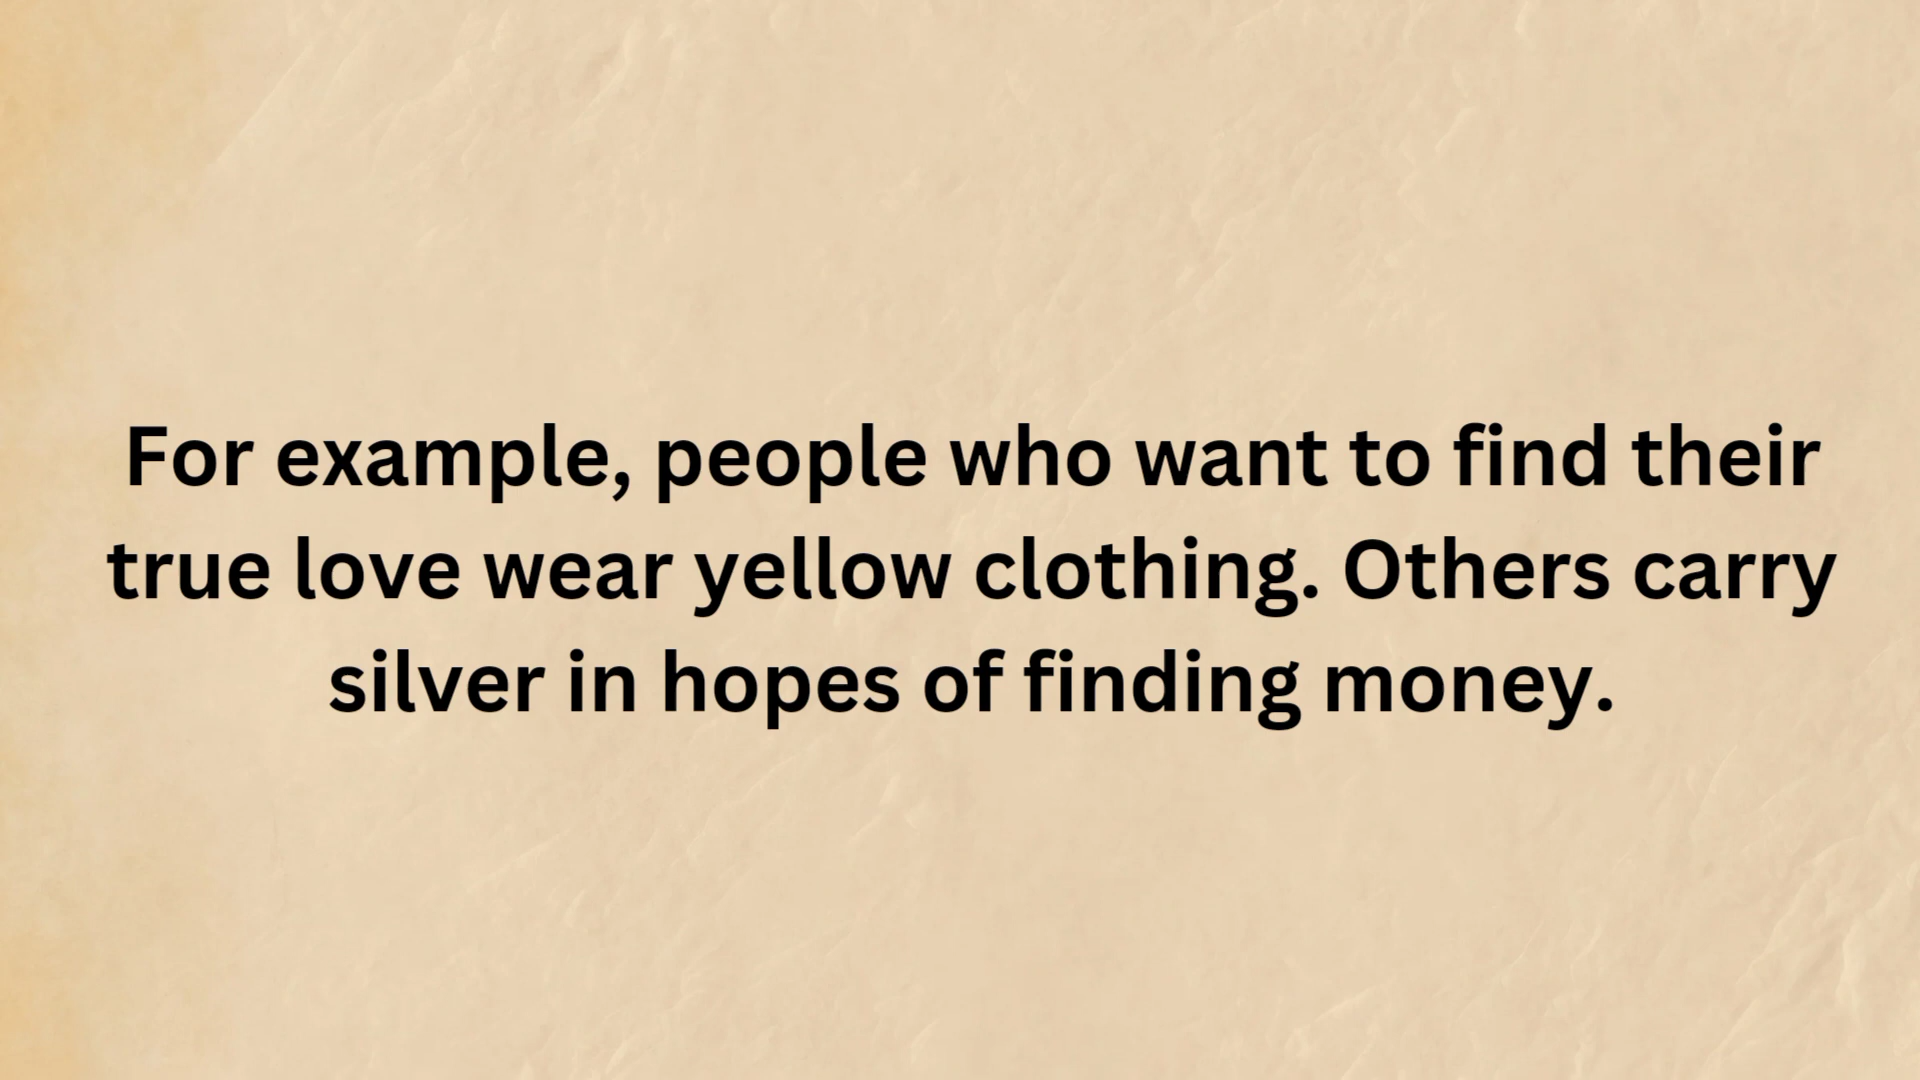 For example, people who want to find their
true love wear yellow clothing. Others carry
silver in hopes of finding money.